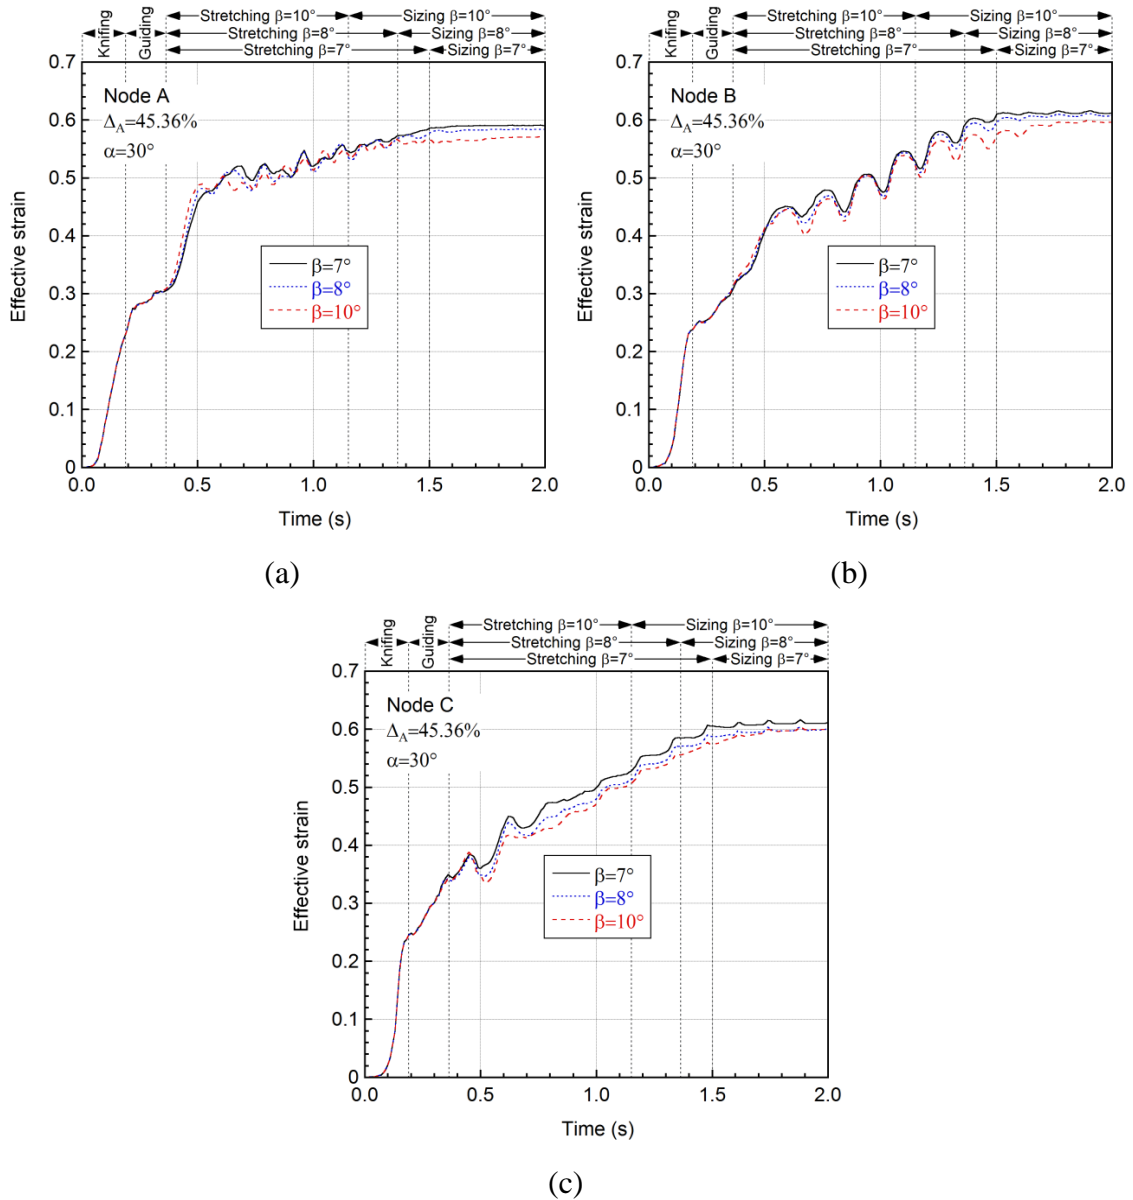 Stretching β=10° Sizing β=10°
Stretching β=8° Sizing β=8°
Stretching β=7° Sizing β=7°
Knifing
Guiding
0.7
0.6
0.5
0.4
0.3
0.2
0.1
0
Effective strain
Node A
Δ_A=45.36%
α=30°
β=7°
β=8°
β=10°
0.0 0.5 1.0 1.5 2.0
Time (s)
(a)
Stretching β=10° Sizing β=10°
Stretching β=8° Sizing β=8°
Stretching β=7° Sizing β=7°
Knifing
Guiding
0.7
0.6
0.5
0.4
0.3
0.2
0.1
0
Effective strain
Node B
Δ_A=45.36%
α=30°
β=7°
β=8°
β=10°
0.0 0.5 1.0 1.5 2.0
Time (s)
(b)
Stretching β=10° Sizing β=10°
Stretching β=8° Sizing β=8°
Stretching β=7° Sizing β=7°
Knifing
Guiding
0.7
0.6
0.5
0.4
0.3
0.2
0.1
0
Effective strain
Node C
Δ_A=45.36%
α=30°
β=7°
β=8°
β=10°
0.0 0.5 1.0 1.5 2.0
Time (s)
(c)